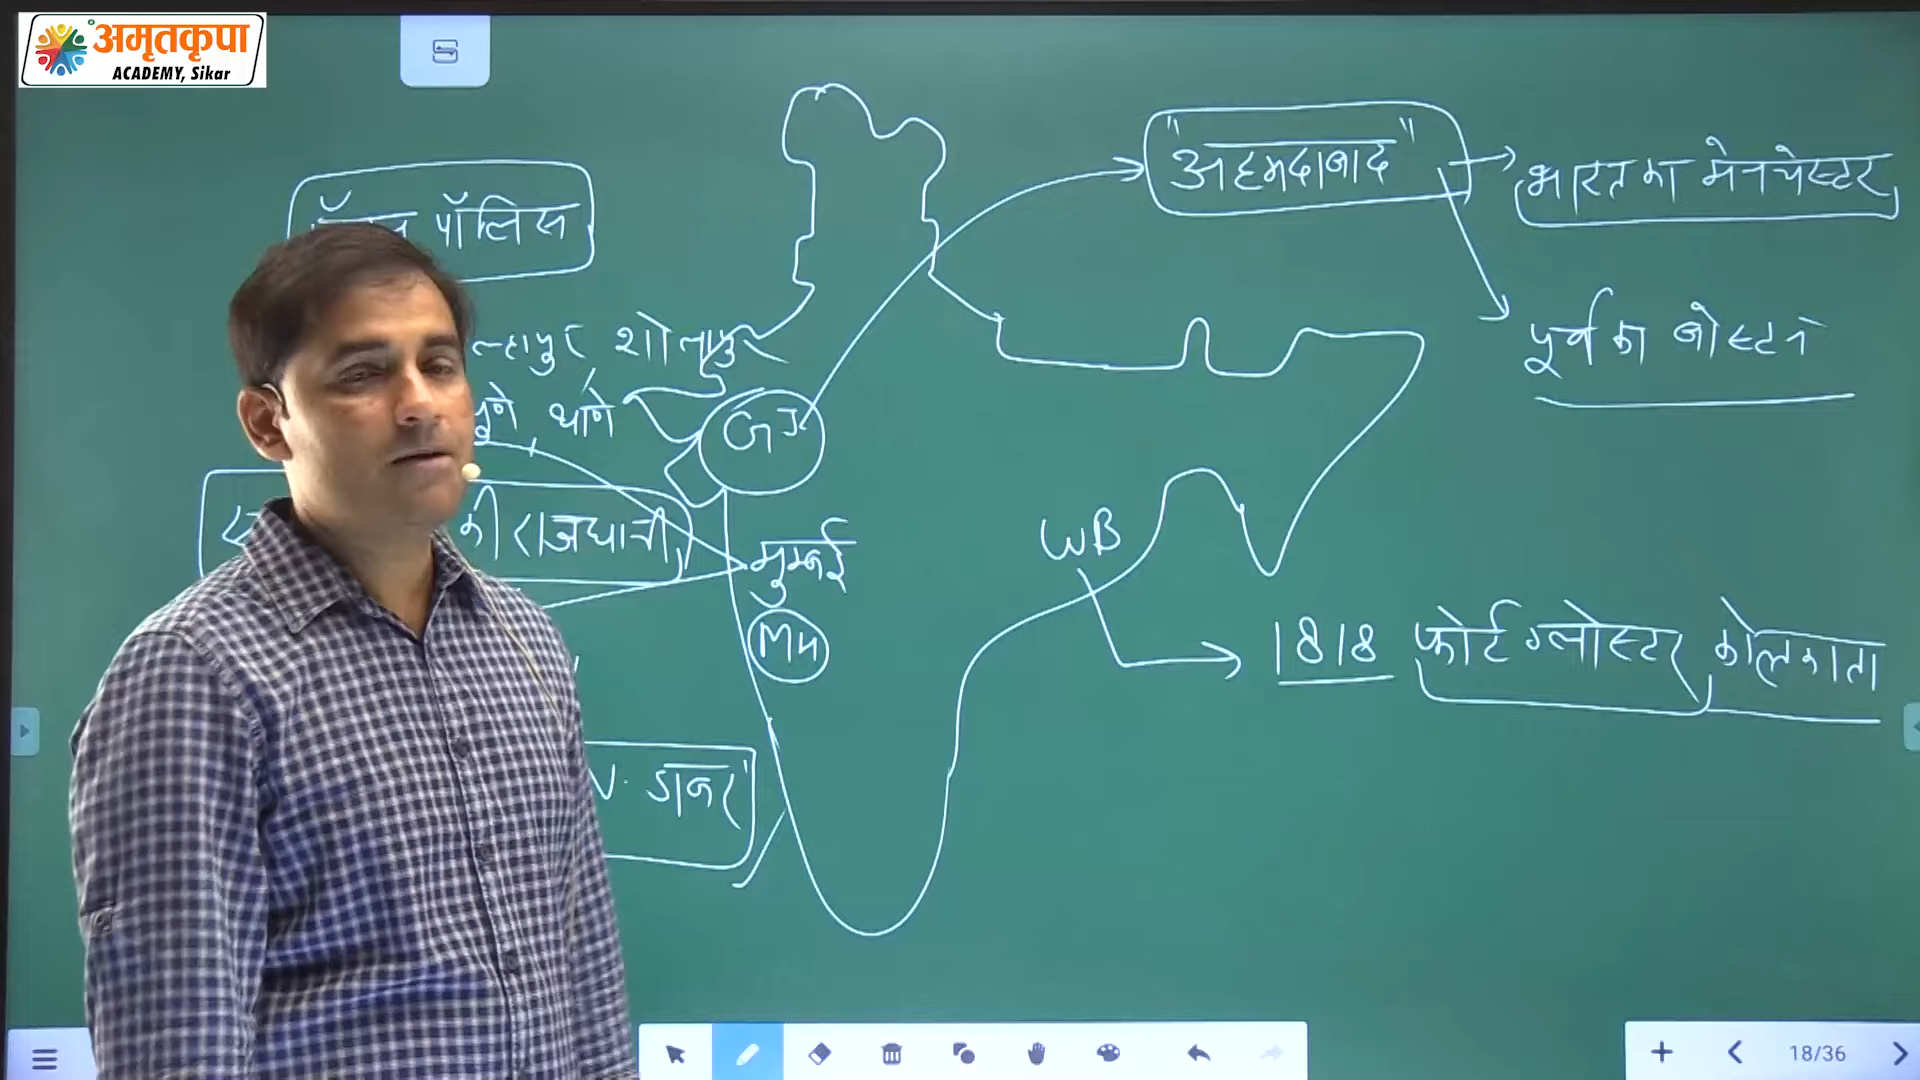 अमृतकृपा
ACADEMY, Sikar
"अहमदाबाद"
भारत का मेनचेस्टर
पूर्व का बोस्टन
पॉलिस
शोलापुर
थाणे
GJ
की राजधानी
मुम्बई
MH
WB
1818 फोर्ट ग्लोस्टर कोलकाता
V. डाबर"
18/36